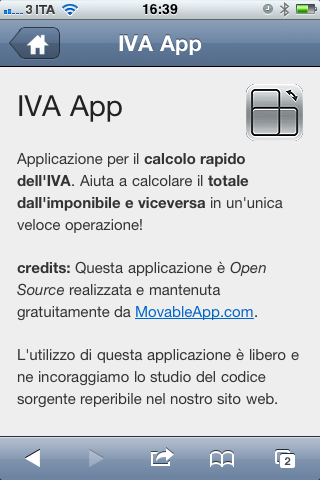 3 ITA 16:39
IVA App
IVA App
Applicazione per il calcolo rapido
dell'IVA. Aiuta a calcolare il totale
dall'imponibile e viceversa in un'unica
veloce operazione!
credits: Questa applicazione è Open
Source realizzata e mantenuta
gratuitamente da MovableApp.com.
L'utilizzo di questa applicazione è libero e
ne incoraggiamo lo studio del codice
sorgente reperibile nel nostro sito web.
2